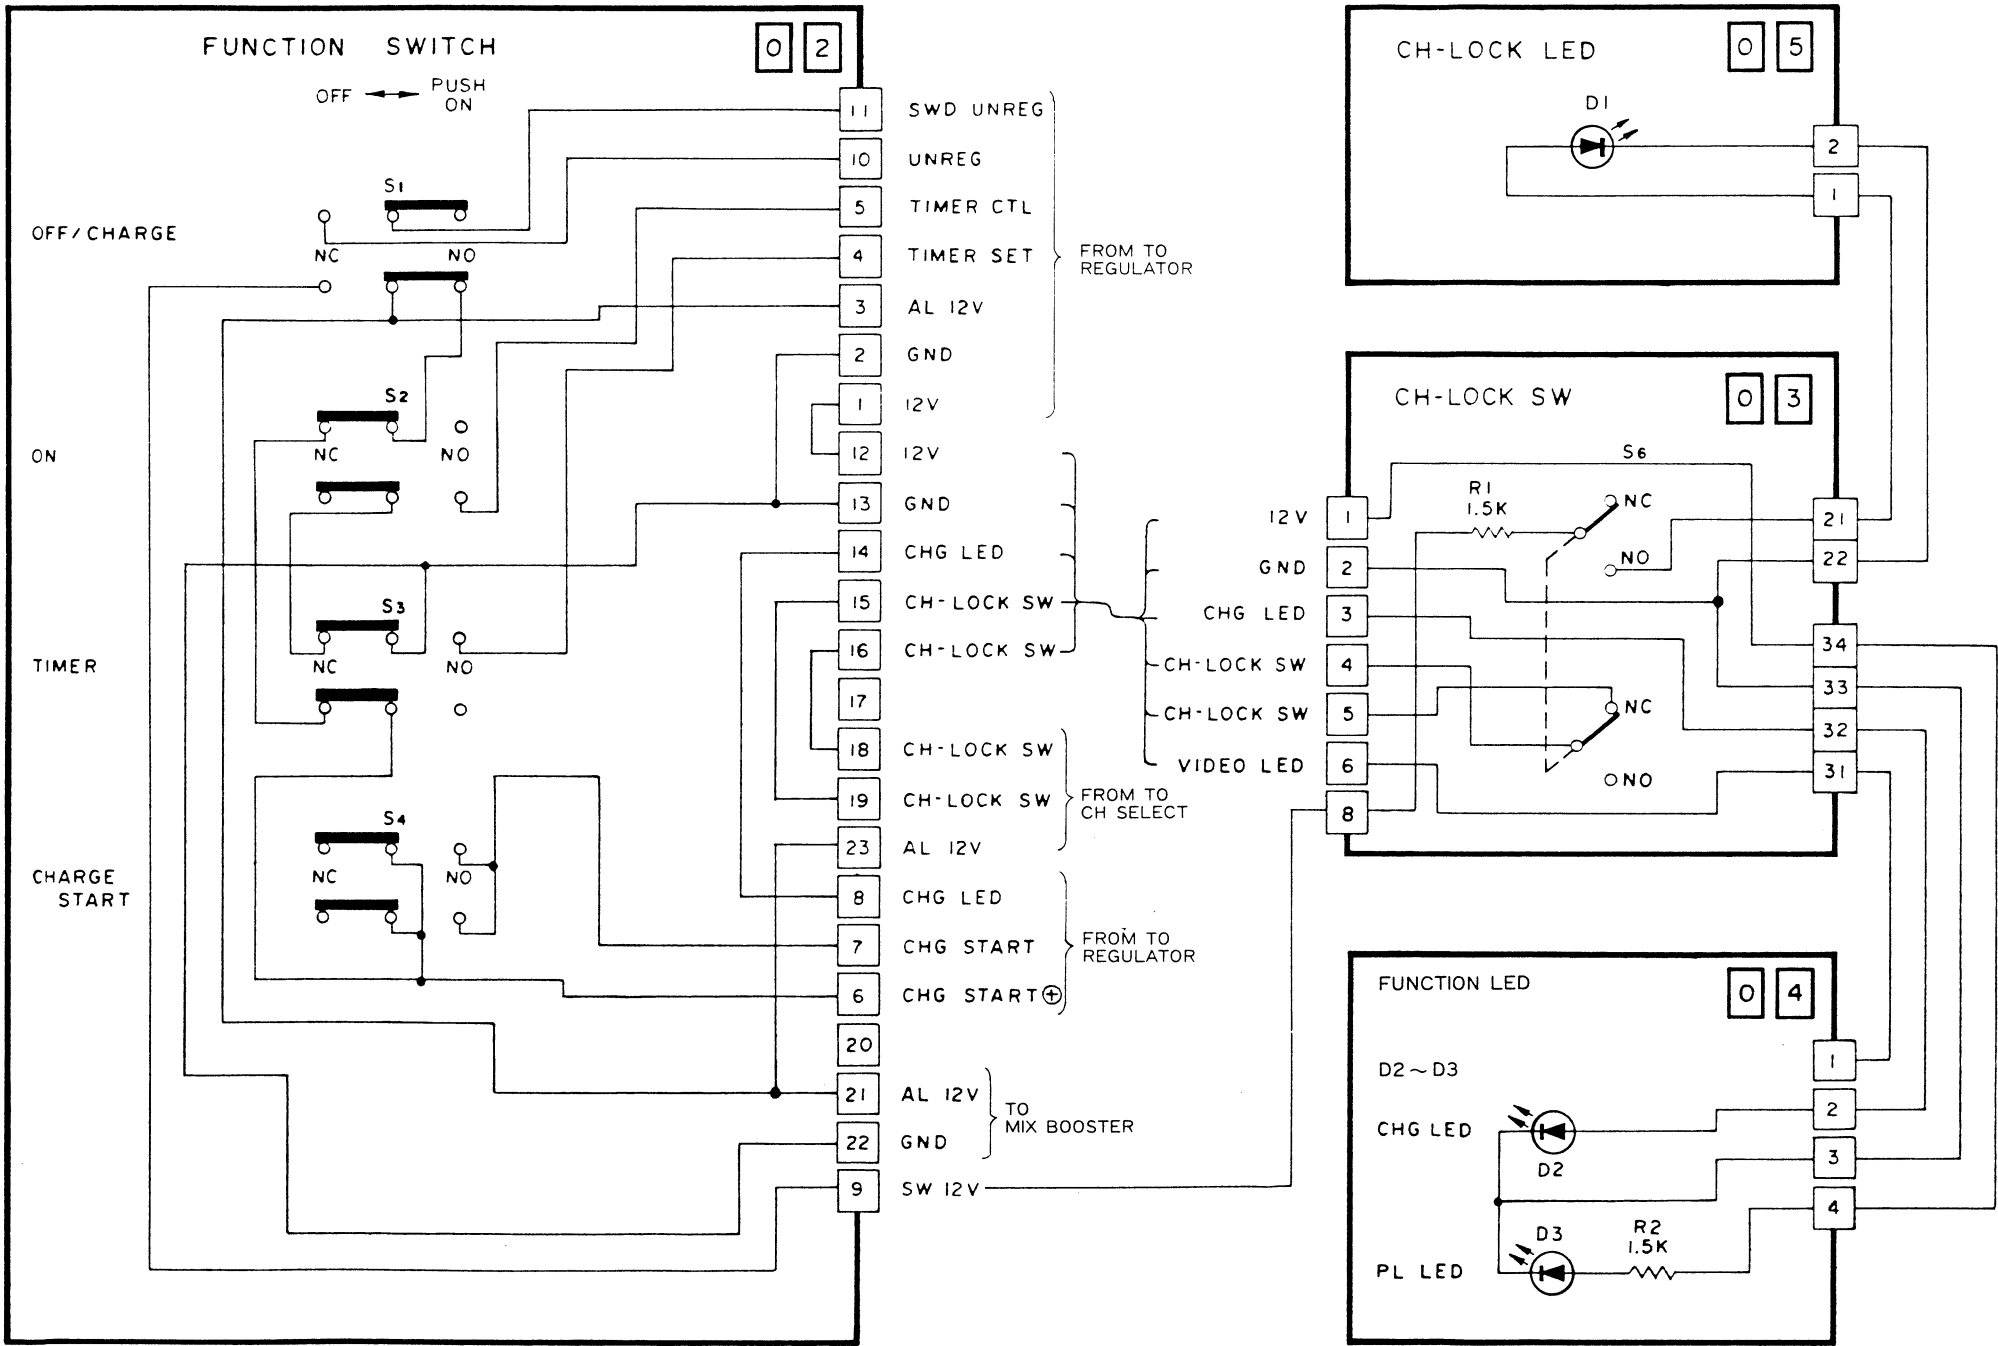 FUNCTION SWITCH
0 2
OFF PUSH ON
OFF/CHARGE
S1
NC NO
ON
S2
NC NO
TIMER
S3
NC NO
CHARGE
START
S4
NC NO
11 SWD UNREG
10 UNREG
5 TIMER CTL
4 TIMER SET
3 AL 12V
2 GND
1 12V
FROM TO
REGULATOR
12 12V
13 GND
14 CHG LED
15 CH-LOCK SW
16 CH-LOCK SW
17
18 CH-LOCK SW
19 CH-LOCK SW
23 AL 12V
FROM TO
CH SELECT
8 CHG LED
7 CHG START
6 CHG START⊕
FROM TO
REGULATOR
20
21 AL 12V
22 GND
TO
MIX BOOSTER
9 SW 12V
CH-LOCK LED
0 5
D1
2
1
CH-LOCK SW
0 3
S6
R1
1.5K
NC
NO
NC
NO
12V 1
GND 2
CHG LED 3
CH-LOCK SW 4
CH-LOCK SW 5
VIDEO LED 6
8
21
22
34
33
32
31
FUNCTION LED
0 4
D2~D3
CHG LED
D2
D3
R2
1.5K
PL LED
1
2
3
4